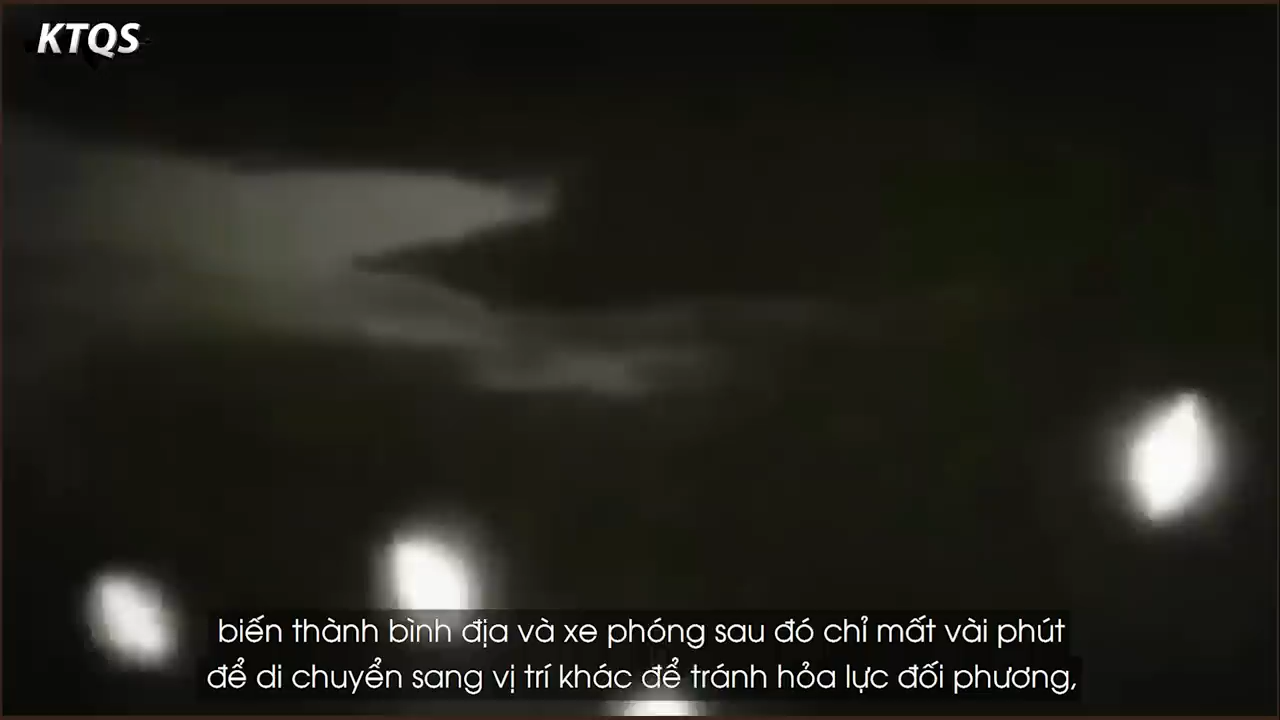 KTQS
biến thành bình địa và xe phóng sau đó chỉ mất vài phút
để di chuyển sang vị trí khác để tránh hỏa lực đối phương,